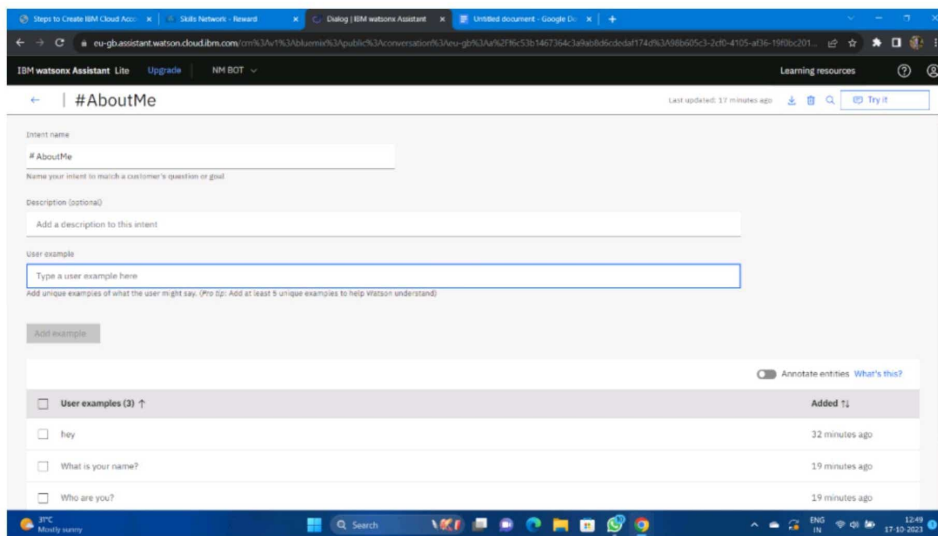 Steps to Create IBM Cloud Acco
Skills Network - Reward
Dialog | IBM watsonx Assistant
Untitled document - Google Do
IBM watsonx Assistant Lite Upgrade NM BOT Learning resources
#AboutMe Last updated: 17 minutes ago Try it
Intent name
#AboutMe
Name your intent to match a customer's question or goal
Description (optional)
Add a description to this intent
User example
Type a user example here
Add unique examples of what the user might say. (Pro tip: Add at least 5 unique examples to help Watson understand)
Add example
Annotate entities What's this?
User examples (3) ↑ Added ↑↓
hey 32 minutes ago
What is your name? 19 minutes ago
Who are you? 19 minutes ago
31°C
Mostly sunny
Search
ENG
IN
12:49
17-10-2023